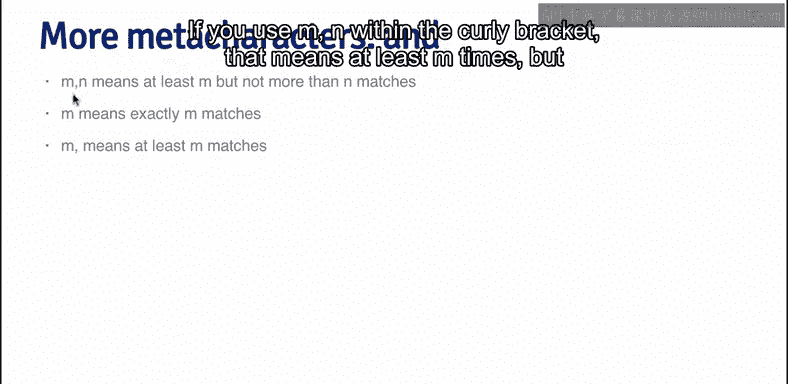 More metacharacters: and
If you use m, n within the curly bracket,
that means at least m times, but
· m,n means at least m but not more than n matches
· m means exactly m matches
· m, means at least m matches